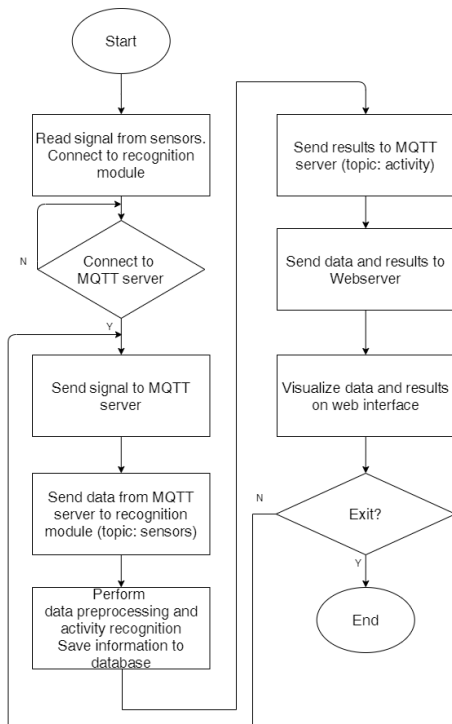 Start
Read signal from sensors.
Connect to recognition
module
N
Connect to
MQTT server
Y
Send signal to MQTT
server
Send data from MQTT
server to recognition
module (topic: sensors)
Perform
data preprocessing and
activity recognition
Save information to
database
Send results to MQTT
server (topic: activity)
Send data and results to
Webserver
Visualize data and results
on web interface
N
Exit?
Y
End